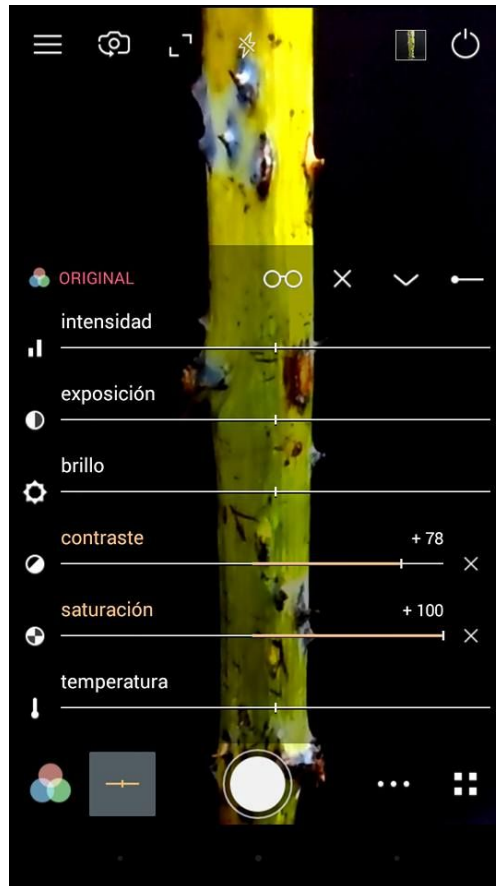 ORIGINAL
intensidad
exposición
brillo
contraste + 78
saturación + 100
temperatura